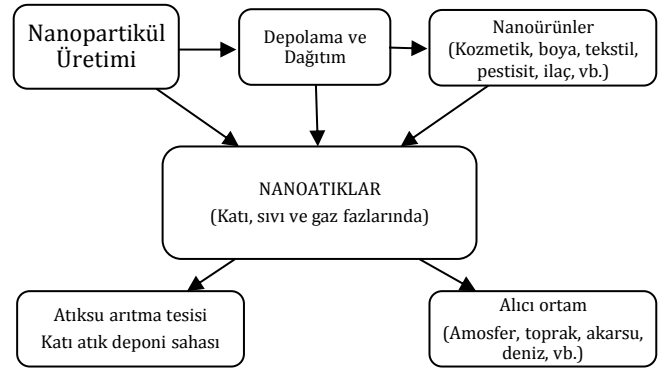 Nanopartikül
Üretimi
Depolama ve
Dağıtım
Nanoürünler
(Kozmetik, boya, tekstil,
pestisit, ilaç, vb.)
NANOATIKLAR
(Katı, sıvı ve gaz fazlarında)
Atıksu arıtma tesisi
Katı atık deponi sahası
Alıcı ortam
(Amosfer, toprak, akarsu,
deniz, vb.)